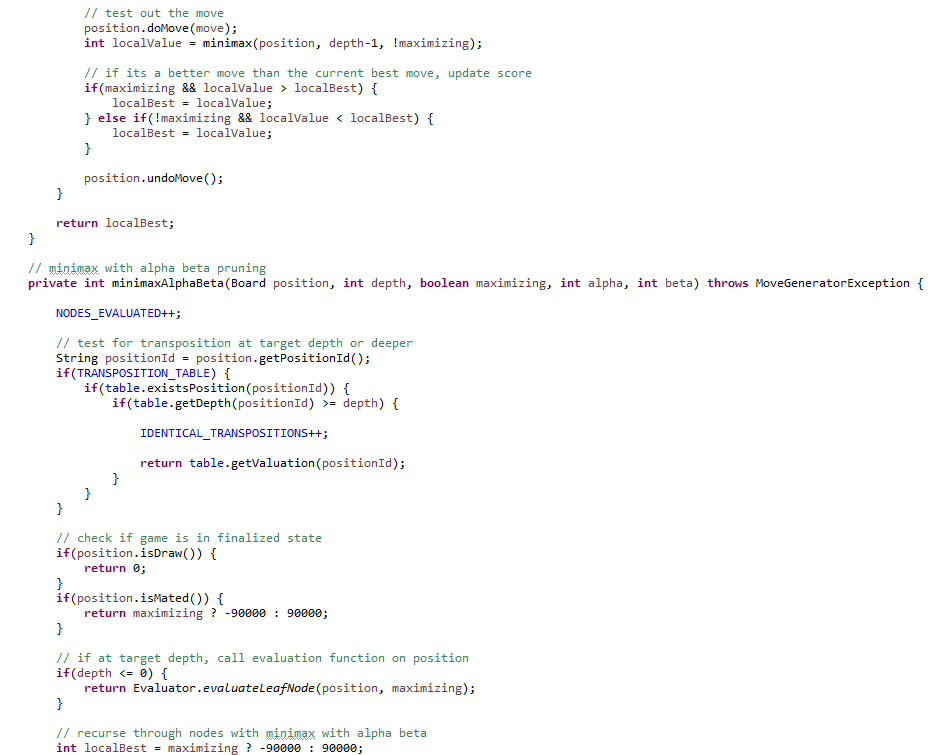 // test out the move
position.doMove(move);
int localValue = minimax(position, depth-1, !maximizing);
// if its a better move than the current best move, update score
if(maximizing && localValue > localBest) {
localBest = localValue;
} else if(!maximizing && localValue < localBest) {
localBest = localValue;
}
position.undoMove();
}
return localBest;
}
// minimax with alpha beta pruning
private int minimaxAlphaBeta(Board position, int depth, boolean maximizing, int alpha, int beta) throws MoveGeneratorException {
NODES_EVALUATED++;
// test for transposition at target depth or deeper
String positionId = position.getPositionId();
if(TRANSPOSITION_TABLE) {
if(table.existsPosition(positionId)) {
if(table.getDepth(positionId) >= depth) {
IDENTICAL_TRANSPOSITIONS++;
return table.getValuation(positionId);
}
}
}
// check if game is in finalized state
if(position.isDraw()) {
return 0;
}
if(position.isMated()) {
return maximizing ? -90000 : 90000;
}
// if at target depth, call evaluation function on position
if(depth <= 0) {
return Evaluator.evaluateLeafNode(position, maximizing);
}
// recurse through nodes with minimax with alpha beta
int localBest = maximizing ? -90000 : 90000;